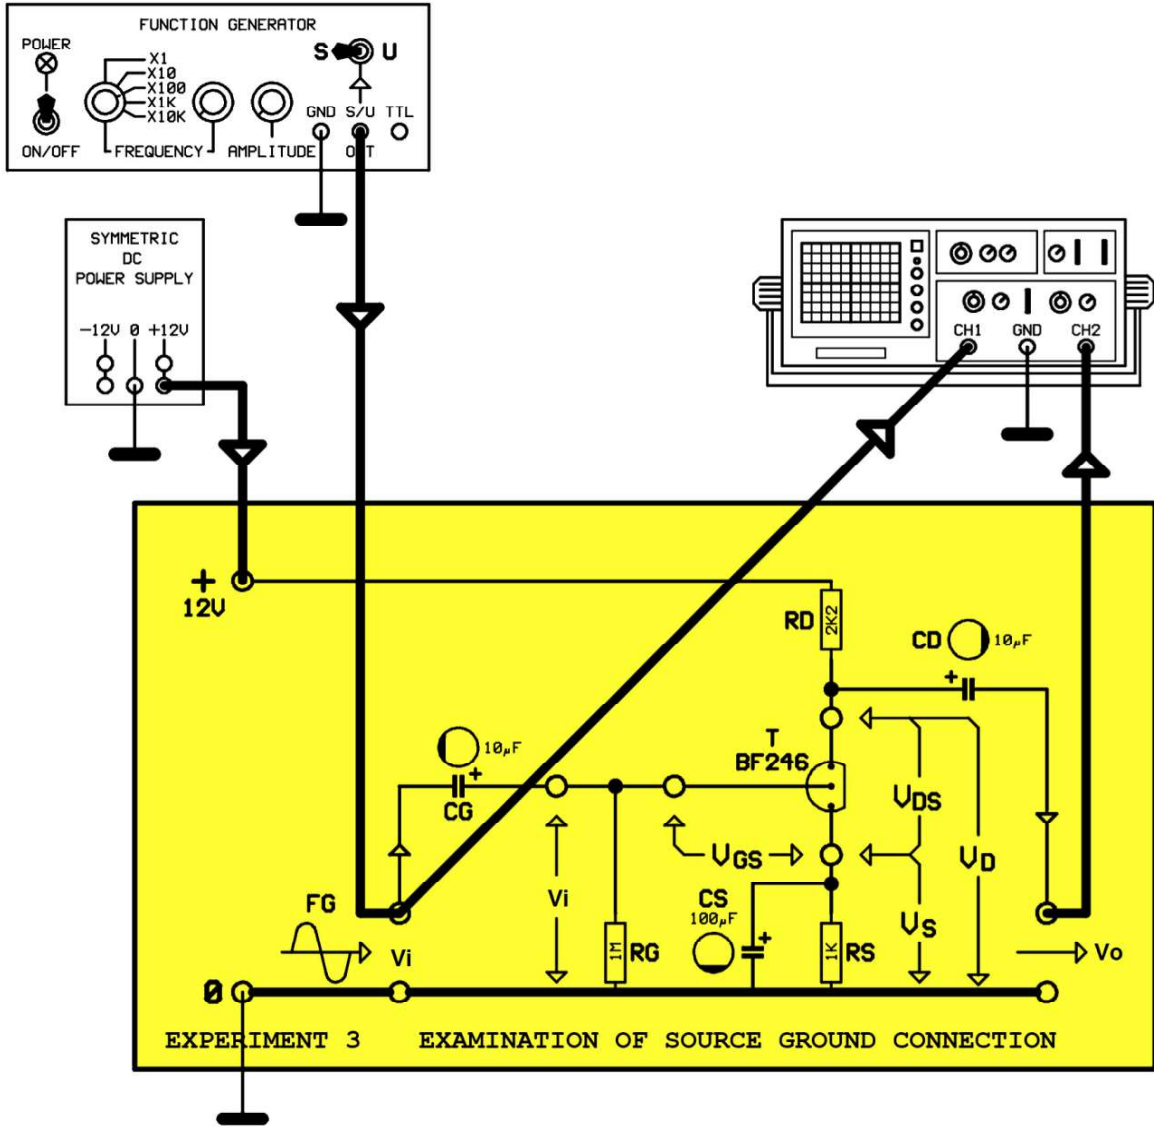 FUNCTION GENERATOR
POWER
S U
X1
X10
X100
X1K
X10K
GND S/U TTL
ON/OFF FREQUENCY AMPLITUDE OUT
SYMMETRIC
DC
POWER SUPPLY
-12V 0 +12V
CH1 GND CH2
+
12V
RD 2K2
CD 10µF
+
T
BF246
10µF
+
CG
VDS
VGS
VD
FG
Vi
CS
100µF
+
VS
1M RG
1K RS
Vi
Vo
0
EXPERIMENT 3 EXAMINATION OF SOURCE GROUND CONNECTION